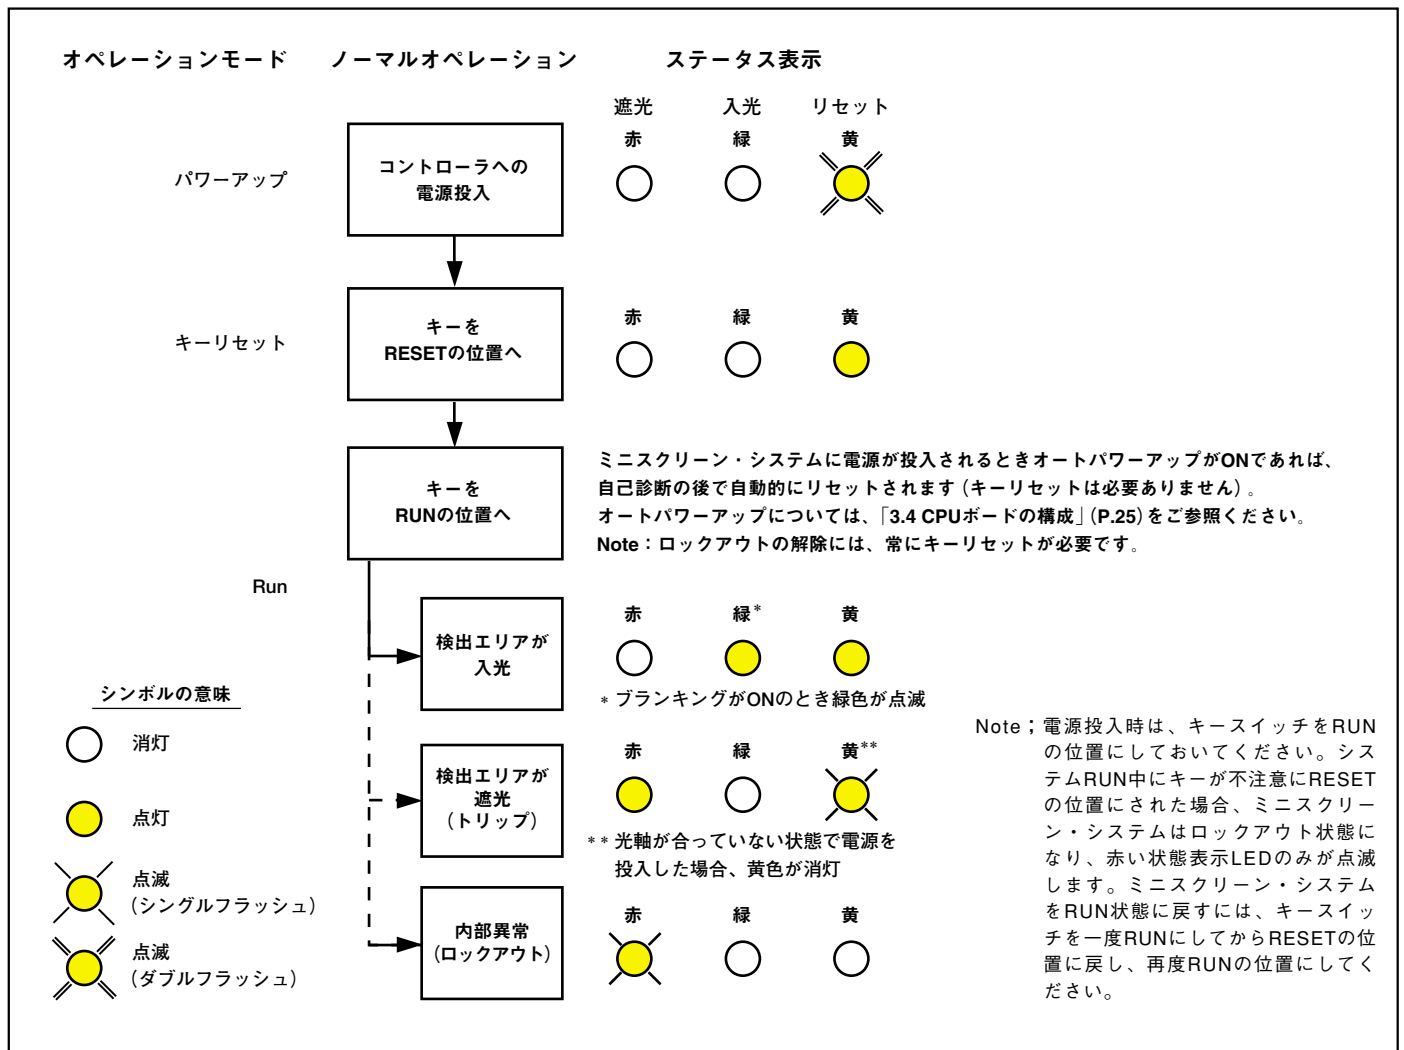 オペレーションモード ノーマルオペレーション ステータス表示
遮光 入光 リセット
赤 緑 黄
パワーアップ
コントローラへの
電源投入
キーリセット
キーを
RESETの位置へ
赤 緑 黄
キーを
RUNの位置へ
ミニスクリーン・システムに電源が投入されるときオートパワーアップがONであれば、
自己診断の後で自動的にリセットされます（キーリセットは必要ありません）。
オートパワーアップについては、「3.4 CPUボードの構成」（P.25）をご参照ください。
Note：ロックアウトの解除には、常にキーリセットが必要です。
Run
検出エリアが
入光
赤 緑* 黄
* ブランキングがONのとき緑色が点滅
検出エリアが
遮光
（トリップ）
赤 緑 黄**
** 光軸が合っていない状態で電源を
投入した場合、黄色が消灯
内部異常
（ロックアウト）
赤 緑 黄
シンボルの意味
消灯
点灯
点滅
（シングルフラッシュ）
点滅
（ダブルフラッシュ）
Note；電源投入時は、キースイッチをRUN
の位置にしておいてください。シス
テムRUN中にキーが不注意にRESET
の位置にされた場合、ミニスクリー
ン・システムはロックアウト状態に
なり、赤い状態表示LEDのみが点滅
します。ミニスクリーン・システム
をRUN状態に戻すには、キースイッ
チを一度RUNにしてからRESETの位
置に戻し、再度RUNの位置にしてく
ださい。